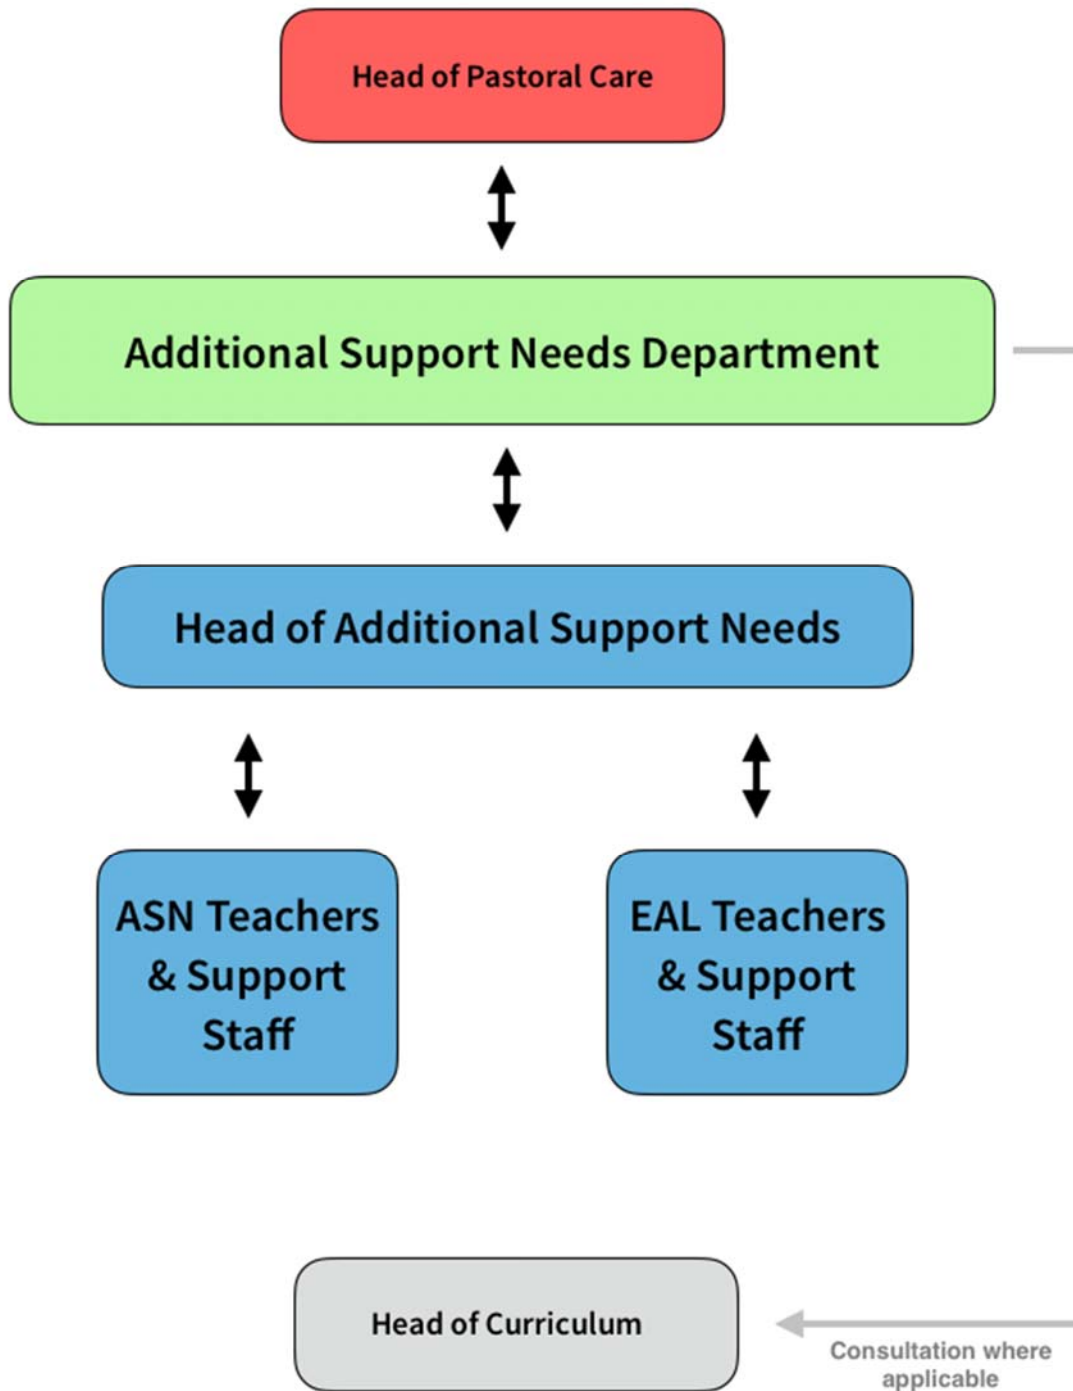 Head of Pastoral Care
Additional Support Needs Department
Head of Additional Support Needs
ASN Teachers
& Support
Staff
EAL Teachers
& Support
Staff
Head of Curriculum
Consultation where
applicable